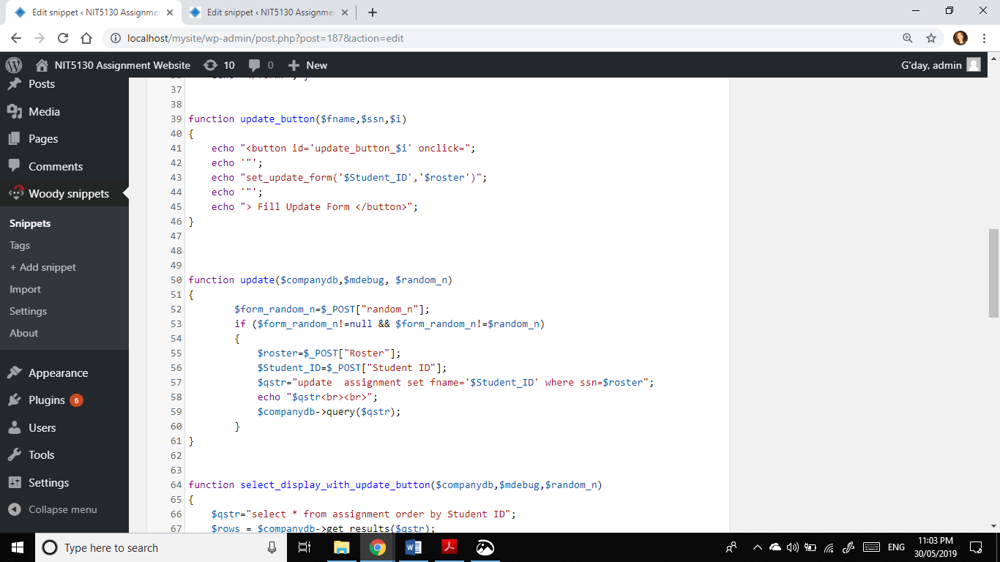 Edit snippet ‹ NIT5130 Assignme
Edit snippet ‹ NIT5130 Assignme
localhost/mysite/wp-admin/post.php?post=187&action=edit
NIT5130 Assignment Website
10
0
New
G'day, admin
Posts
Media
Pages
Comments
Woody snippets
Snippets
Tags
+ Add snippet
Import
Settings
About
Appearance
Plugins 6
Users
Tools
Settings
Collapse menu
37
38
39 function update_button($fname,$ssn,$i)
40 {
41 echo "<button id='update_button_$i' onclick=";
42 echo '"';
43 echo "set_update_form('$Student_ID','$roster')";
44 echo '"';
45 echo "> Fill Update Form </button>";
46 }
47
48
49
50 function update($companydb,$mdebug, $random_n)
51 {
52 $form_random_n=$_POST["random_n"];
53 if ($form_random_n!=null && $form_random_n!=$random_n)
54 {
55 $roster=$_POST["Roster"];
56 $Student_ID=$_POST["Student ID"];
57 $qstr="update  assignment set fname='$Student_ID' where ssn=$roster";
58 echo "$qstr<br><br>";
59 $companydb->query($qstr);
60 }
61 }
62
63
64 function select_display_with_update_button($companydb,$mdebug,$random_n)
65 {
66 $qstr="select * from assignment order by Student ID";
67 $rows = $companydb->get_results($qstr);
Type here to search
ENG
11:03 PM
30/05/2019